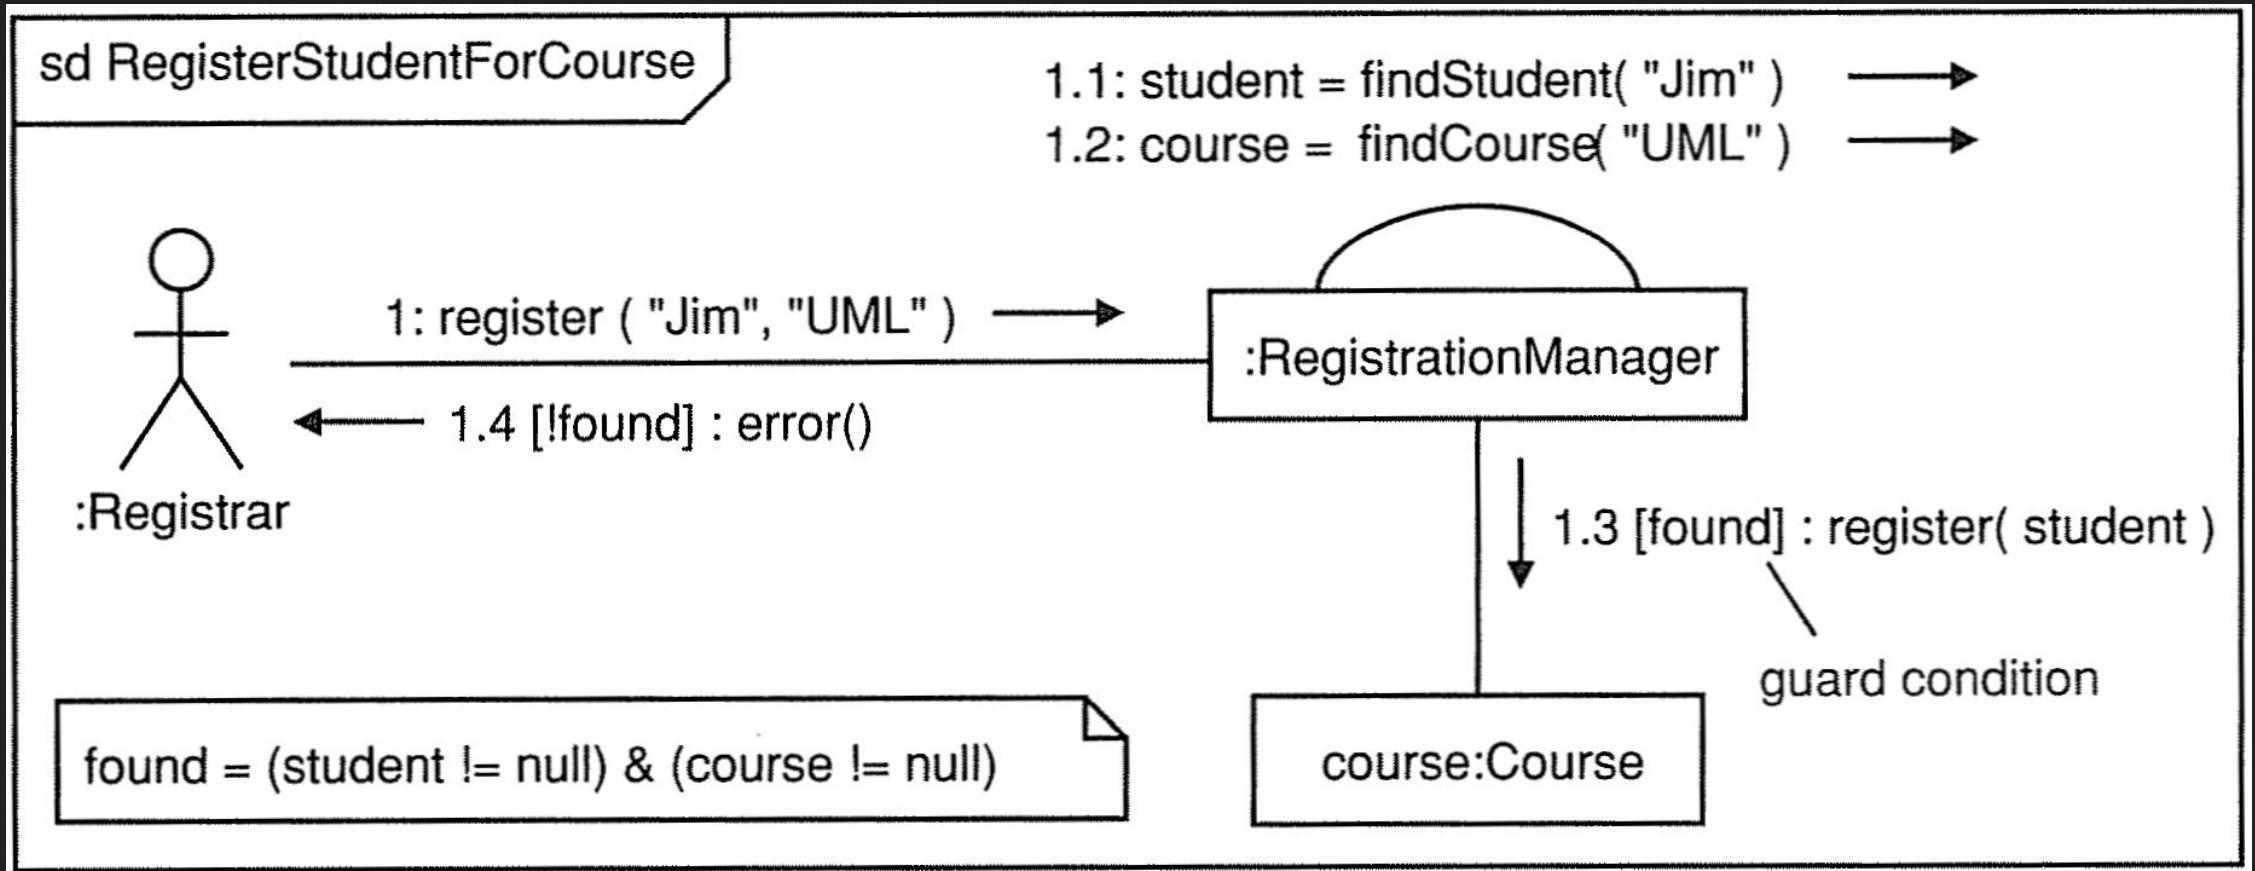 sd RegisterStudentForCourse
1.1: student = findStudent( "Jim" )
1.2: course = findCourse( "UML" )
1: register ( "Jim", "UML" )
:RegistrationManager
1.4 [!found] : error()
:Registrar
1.3 [found] : register( student )
guard condition
found = (student != null) & (course != null)
course:Course